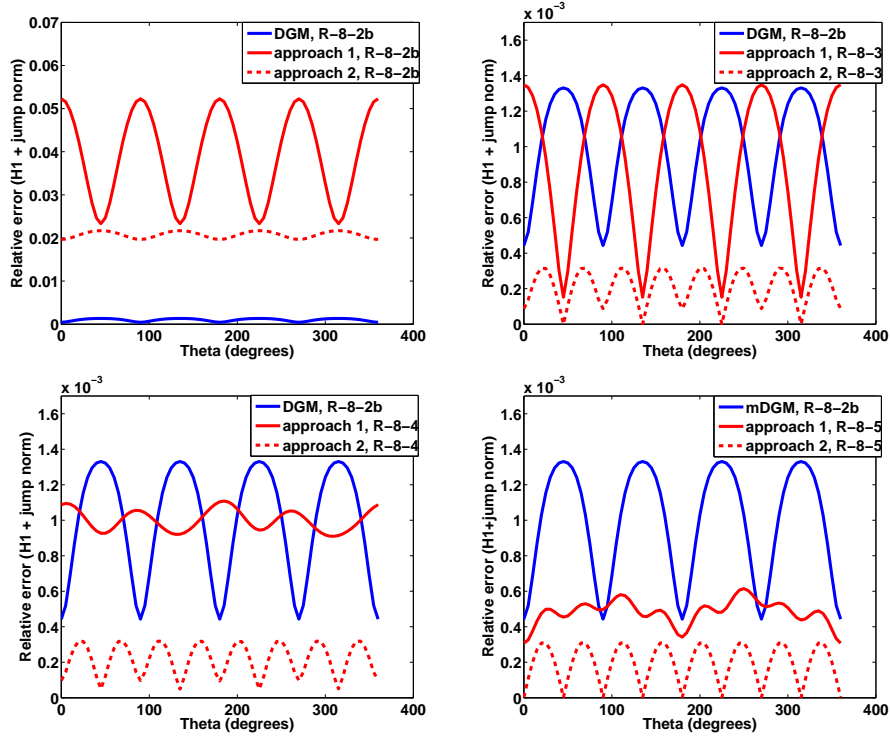 0.07
0.06
0.05
0.04
0.03
0.02
0.01
0
0
100
200
300
400
Relative error (H1 + jump norm)
Theta (degrees)
DGM, R−8−2b
approach 1, R−8−2b
approach 2, R−8−2b
x 10−3
1.6
1.4
1.2
1
0.8
0.6
0.4
0.2
0
0
100
200
300
400
Relative error (H1 + jump norm)
Theta (degrees)
DGM, R−8−2b
approach 1, R−8−3
approach 2, R−8−3
x 10−3
1.6
1.4
1.2
1
0.8
0.6
0.4
0.2
0
0
100
200
300
400
Relative error (H1 + jump norm)
Theta (degrees)
DGM, R−8−2b
approach 1, R−8−4
approach 2, R−8−4
x 10−3
1.6
1.4
1.2
1
0.8
0.6
0.4
0.2
0
0
100
200
300
400
Relative error (H1+jump norm)
Theta (degrees)
mDGM, R−8−2b
approach 1, R−8−5
approach 2, R−8−5